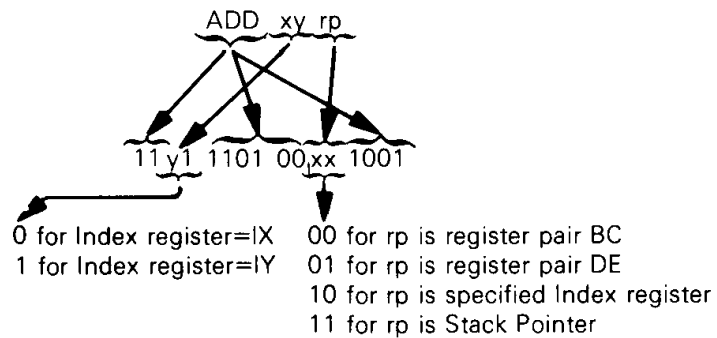 ADD xy rp
11 y1 1101 00 xx 1001
0 for Index register=IX
1 for Index register=IY
00 for rp is register pair BC
01 for rp is register pair DE
10 for rp is specified Index register
11 for rp is Stack Pointer